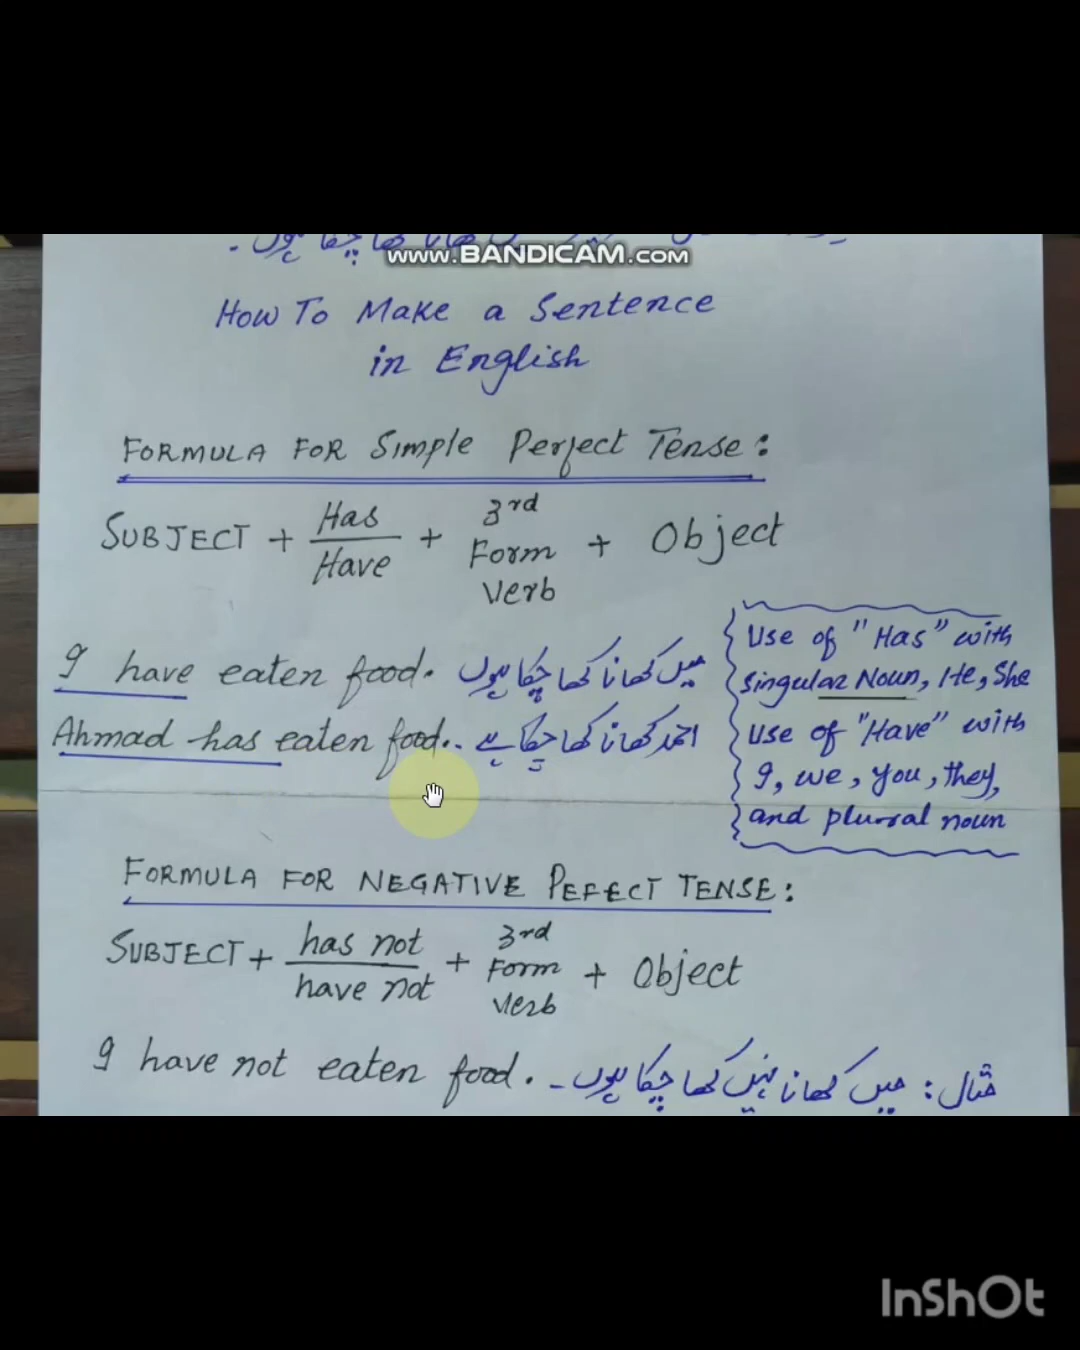 www.BANDICAM.com
How To Make a Sentence
in English
FORMULA FOR Simple Perfect Tense:
SUBJECT + Has/Have + 3rd Form Verb + Object
I have eaten food. میں کھانا کھا چکا ہوں
Ahmad has eaten food.. احمد کھانا کھا چکا ہے
Use of "Has" with
singular Noun, He, She
Use of "Have" with
I, we, you, they,
and plural noun
FORMULA FOR NEGATIVE PEFECT TENSE:
SUBJECT + has not/have not + 3rd Form Verb + Object
I have not eaten food. مثال: میں کھانا نہیں کھا چکا ہوں۔
InShOt